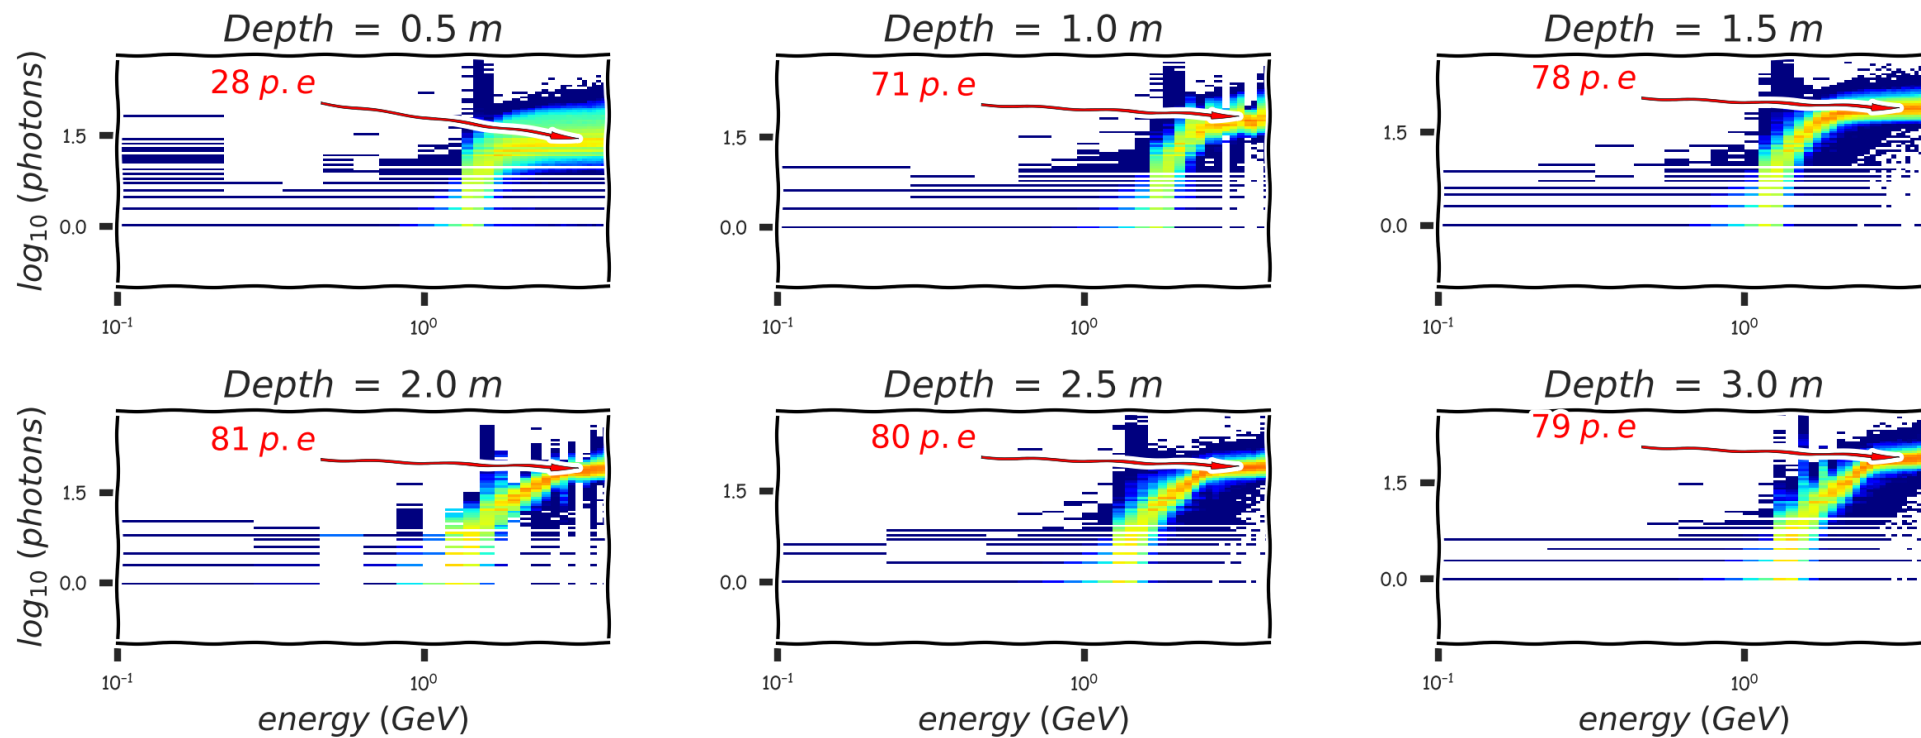 Depth = 0.5 m
28 p.e
log10 (photons)
1.5
0.0
10^-1
10^0
Depth = 1.0 m
71 p.e
1.5
0.0
10^-1
10^0
Depth = 1.5 m
78 p.e
1.5
0.0
10^-1
10^0
Depth = 2.0 m
81 p.e
log10 (photons)
1.5
0.0
10^-1
10^0
energy (GeV)
Depth = 2.5 m
80 p.e
1.5
0.0
10^-1
10^0
energy (GeV)
Depth = 3.0 m
79 p.e
1.5
0.0
10^-1
10^0
energy (GeV)